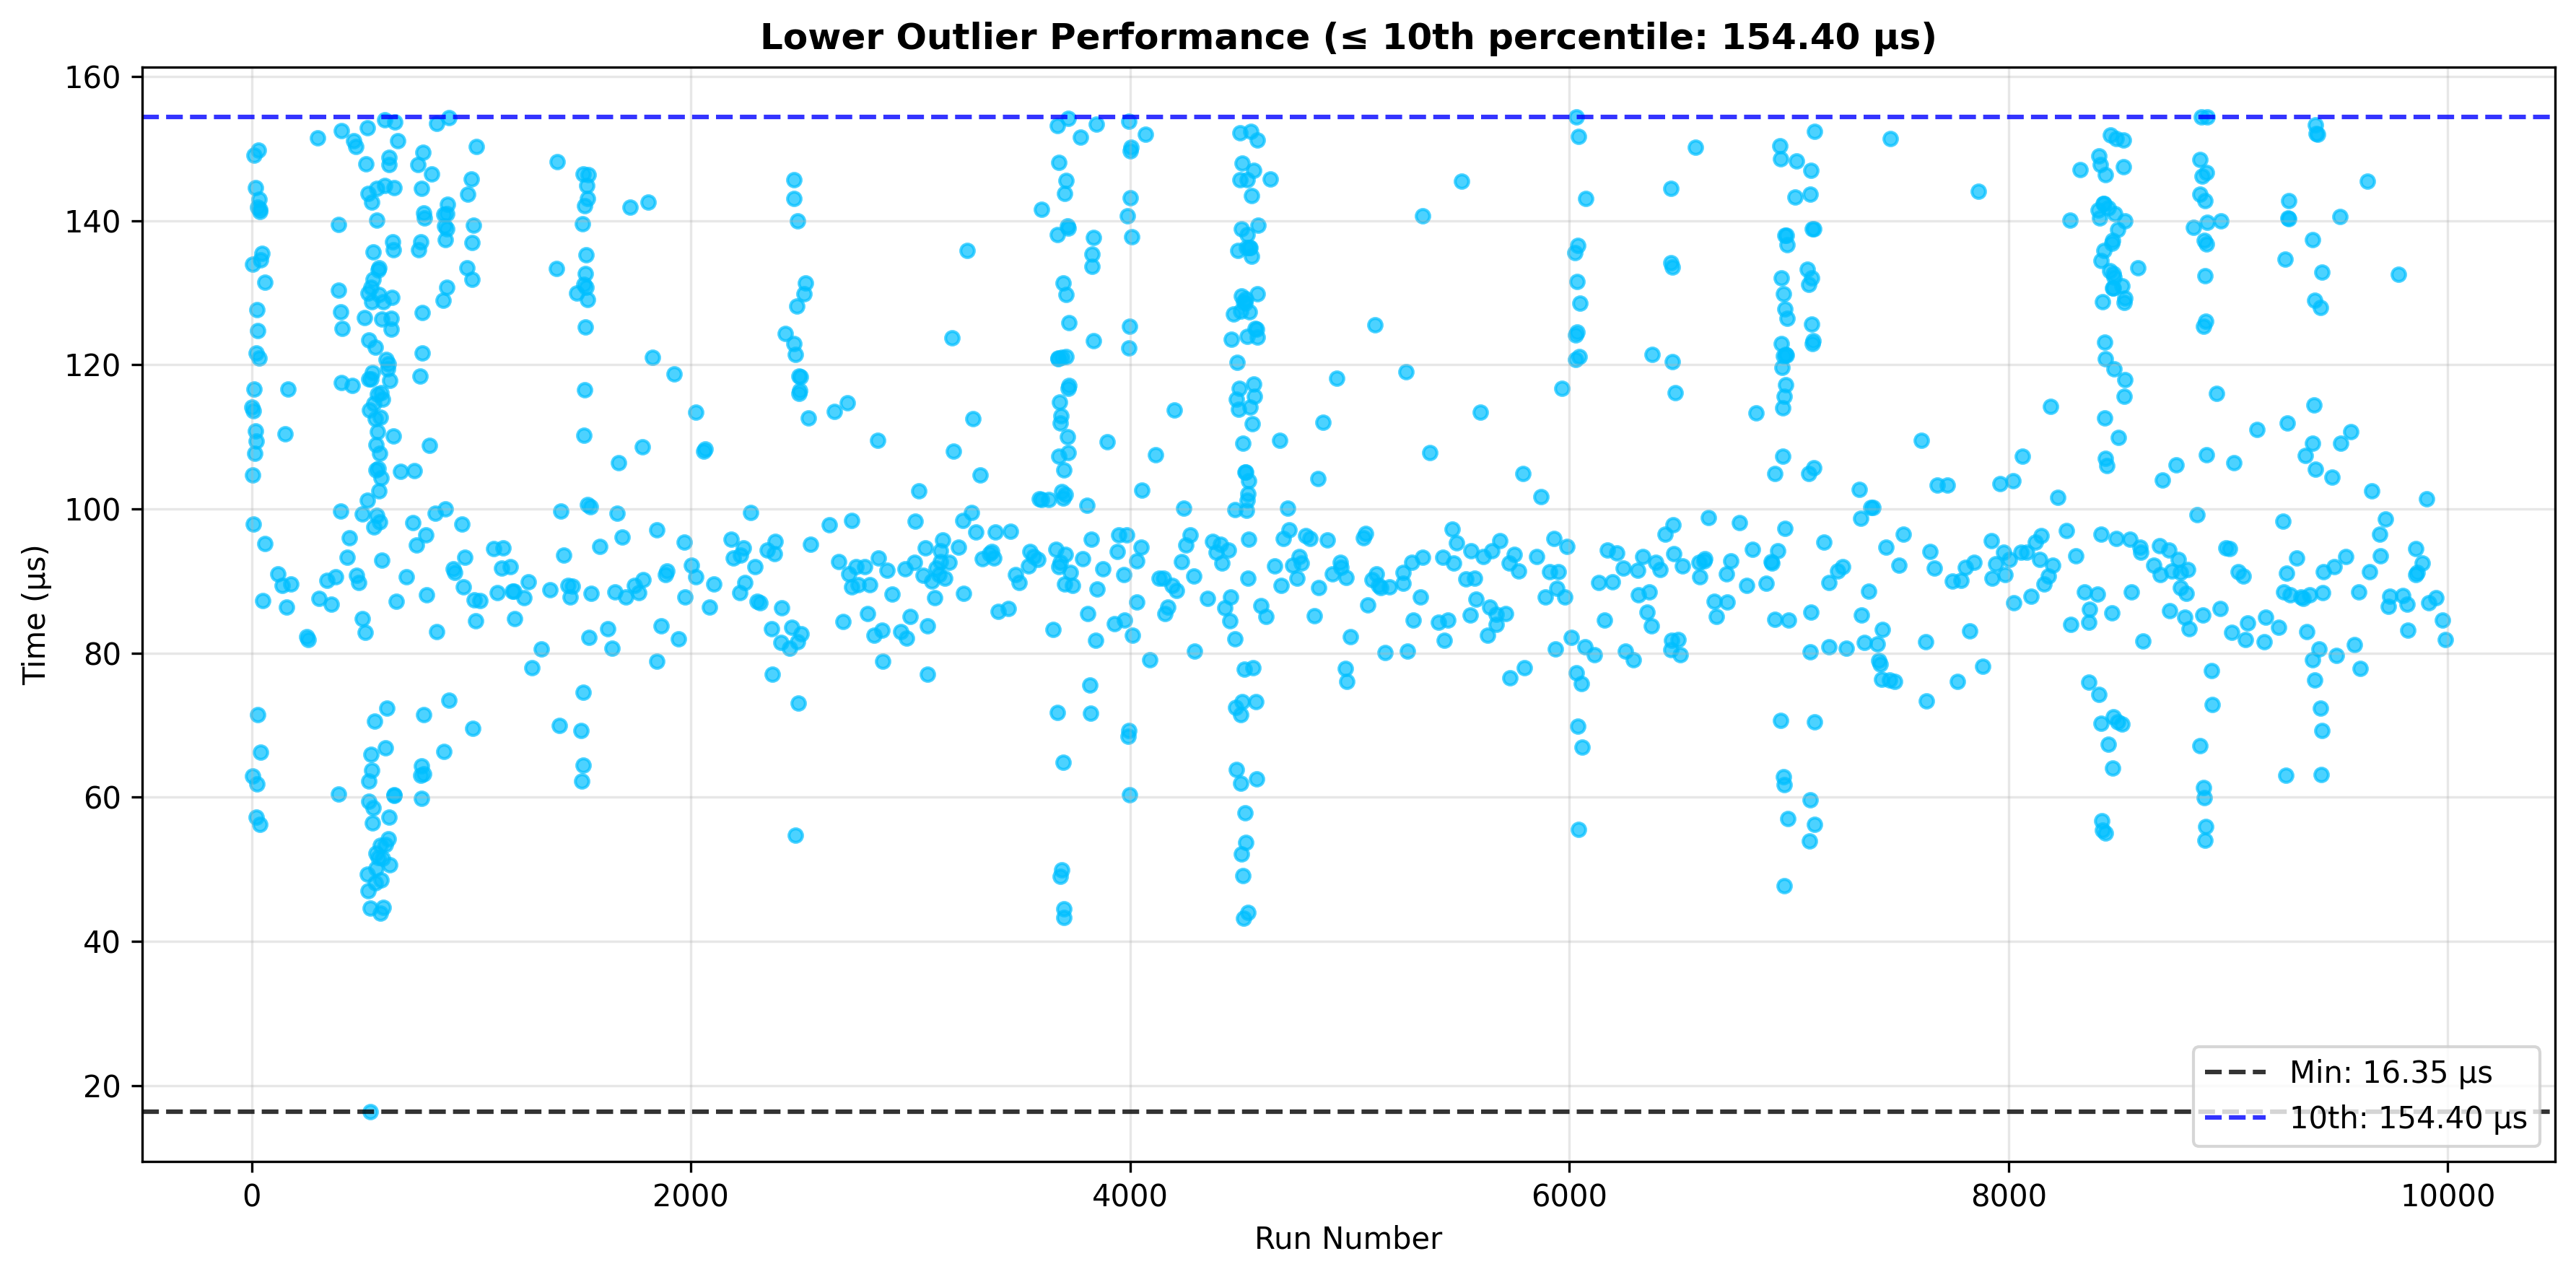 Lower Outlier Performance (≤ 10th percentile: 154.40 µs)
160
140
120
100
80
60
40
20
Time (µs)
Min: 16.35 µs
10th: 154.40 µs
0
2000
4000
6000
8000
10000
Run Number